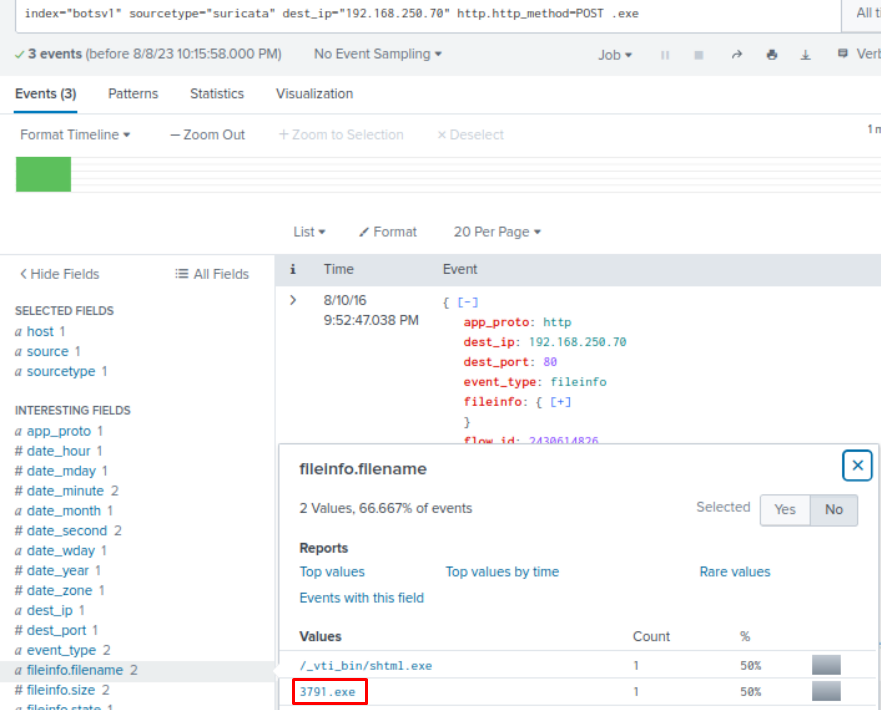 index="botsv1" sourcetype="suricata" dest_ip="192.168.250.70" http.http_method=POST .exe
All ti
✓ 3 events (before 8/8/23 10:15:58.000 PM) No Event Sampling ▾ Job ▾ Verb
Events (3) Patterns Statistics Visualization
Format Timeline ▾ — Zoom Out + Zoom to Selection × Deselect 1 m
List ▾ Format 20 Per Page ▾
< Hide Fields All Fields
i Time Event
SELECTED FIELDS
a host 1
a source 1
a sourcetype 1
INTERESTING FIELDS
a app_proto 1
# date_hour 1
# date_mday 1
# date_minute 2
a date_month 1
# date_second 2
a date_wday 1
# date_year 1
# date_zone 1
a dest_ip 1
# dest_port 1
a event_type 2
a fileinfo.filename 2
# fileinfo.size 2
a fileinfo.state 1
> 8/10/16
9:52:47.038 PM
{ [-]
app_proto: http
dest_ip: 192.168.250.70
dest_port: 80
event_type: fileinfo
fileinfo: { [+]
}
flow_id: 2430614826
fileinfo.filename
×
2 Values, 66.667% of events Selected Yes No
Reports
Top values Top values by time Rare values
Events with this field
Values Count %
/_vti_bin/shtml.exe 1 50%
3791.exe 1 50%